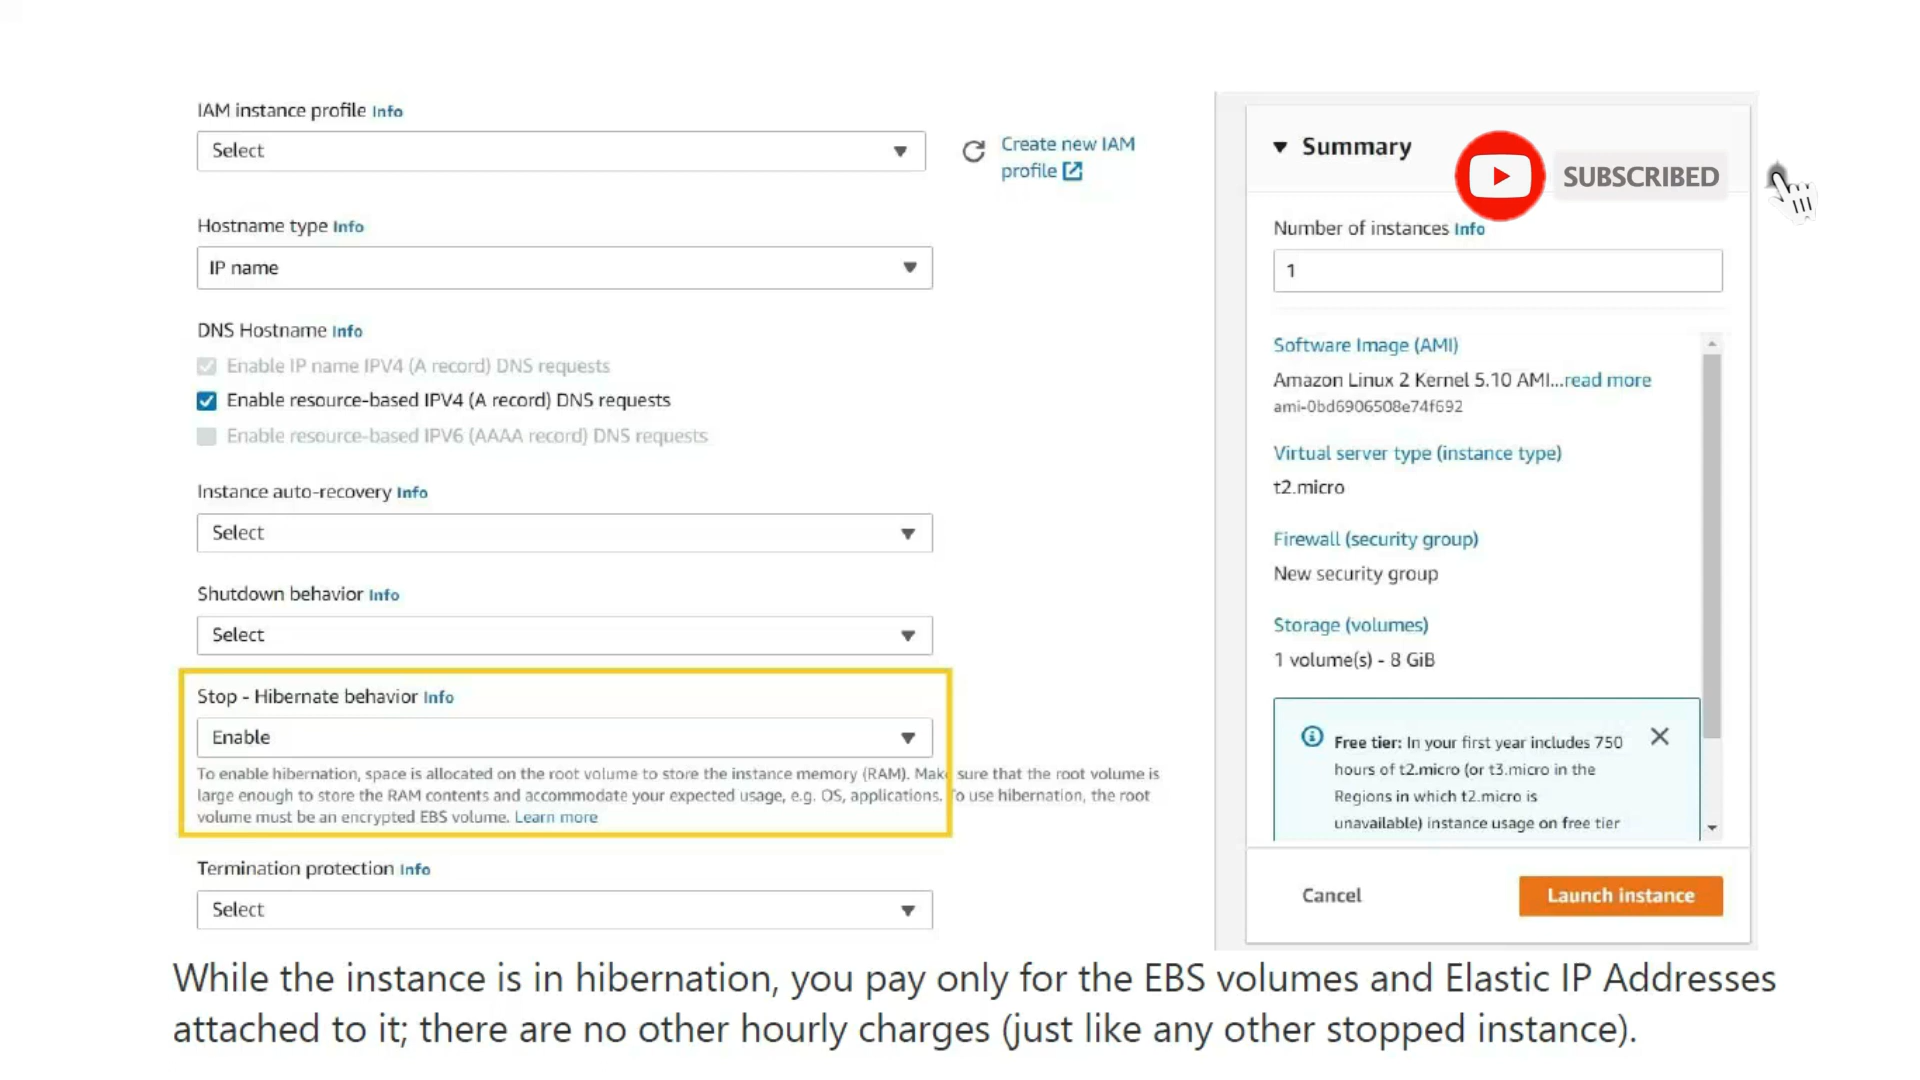 IAM instance profile Info
Select
Create new IAM
profile
Hostname type Info
IP name
DNS Hostname Info
Enable IP name IPV4 (A record) DNS requests
Enable resource-based IPV4 (A record) DNS requests
Enable resource-based IPV6 (AAAA record) DNS requests
Instance auto-recovery Info
Select
Shutdown behavior Info
Select
Stop - Hibernate behavior Info
Enable
To enable hibernation, space is allocated on the root volume to store the instance memory (RAM). Make sure that the root volume is
large enough to store the RAM contents and accommodate your expected usage, e.g. OS, applications. To use hibernation, the root
volume must be an encrypted EBS volume. Learn more
Termination protection Info
Select
Summary
SUBSCRIBED
Number of instances Info
1
Software Image (AMI)
Amazon Linux 2 Kernel 5.10 AMI...read more
ami-0bd6906508e74f692
Virtual server type (instance type)
t2.micro
Firewall (security group)
New security group
Storage (volumes)
1 volume(s) - 8 GiB
Free tier: In your first year includes 750
hours of t2.micro (or t3.micro in the
Regions in which t2.micro is
unavailable) instance usage on free tier
Cancel
Launch instance
While the instance is in hibernation, you pay only for the EBS volumes and Elastic IP Addresses
attached to it; there are no other hourly charges (just like any other stopped instance).